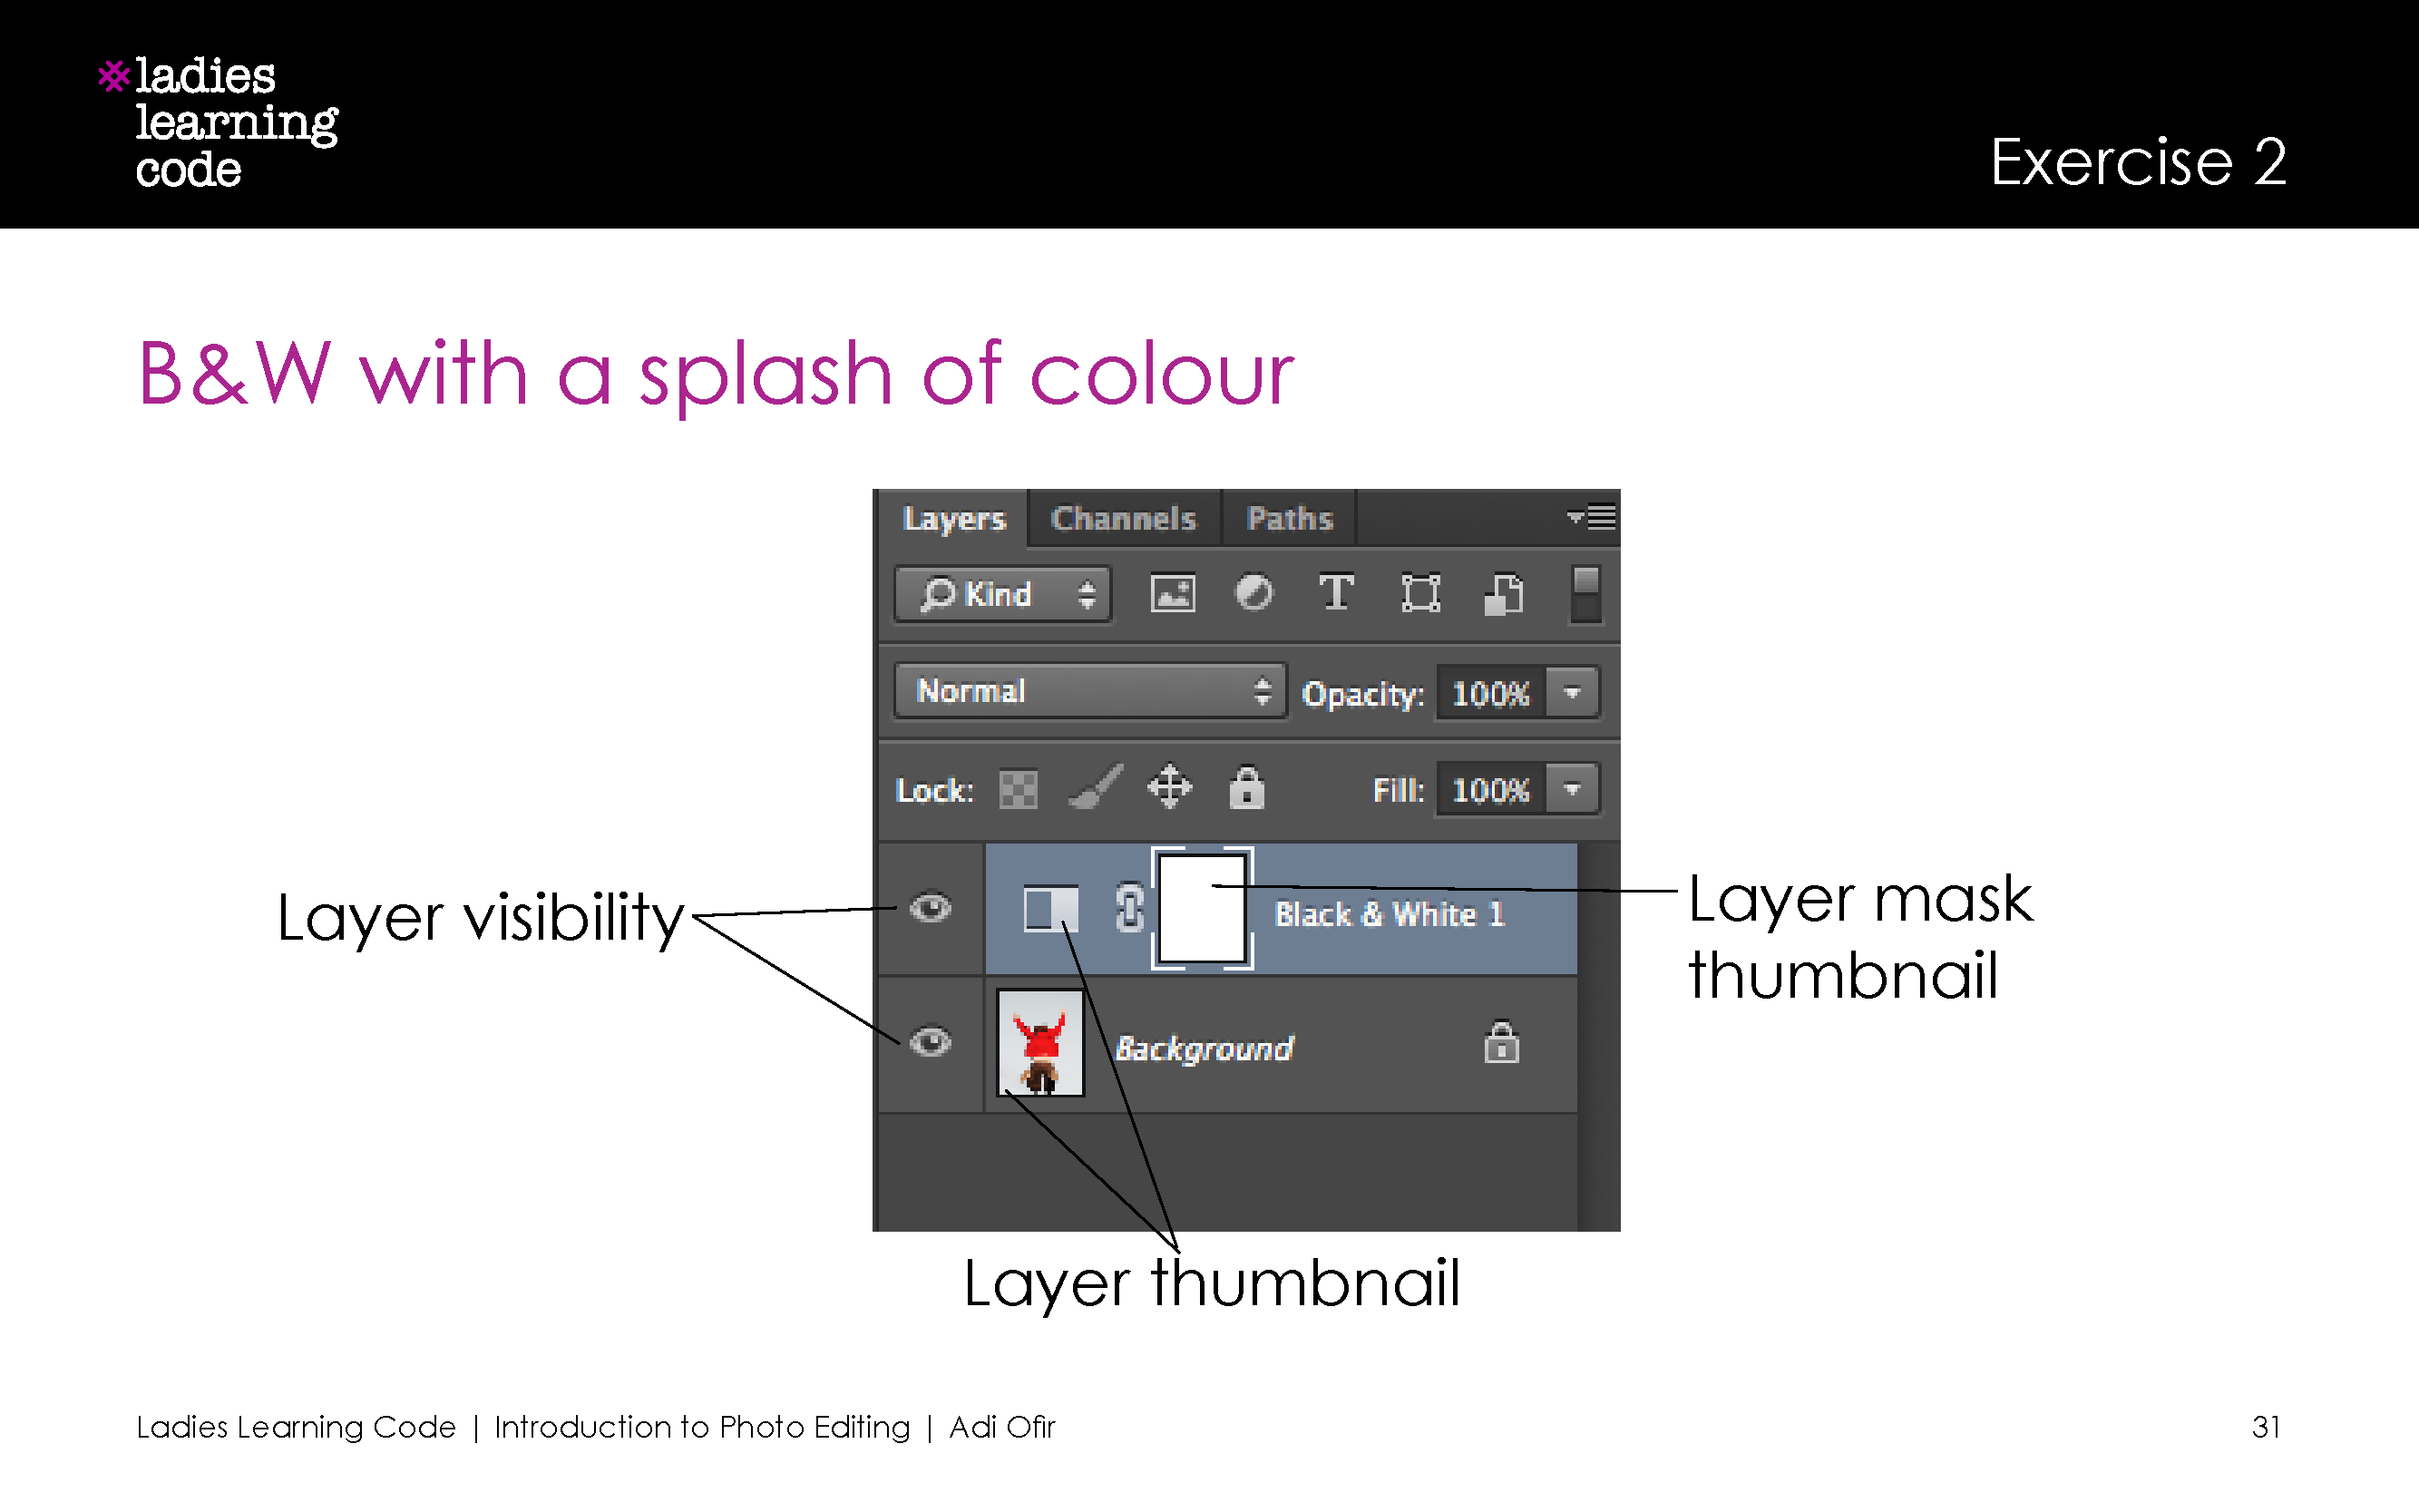 ladies
learning
code
Exercise 2
B&W with a splash of colour
Layers Channels Paths
Kind T
Normal Opacity: 100%
Lock: Fill: 100%
Layer visibility
Black & White 1
Layer mask
thumbnail
Background
Layer thumbnail
Ladies Learning Code | Introduction to Photo Editing | Adi Ofir 31